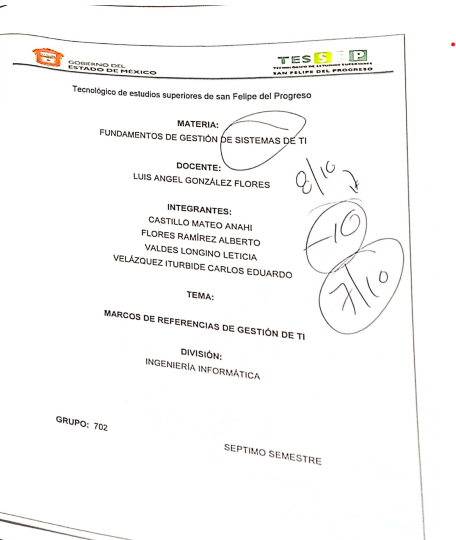 GOBIERNO DEL
ESTADO DE MÉXICO
TES
P
TECNOLÓGICO DE ESTUDIOS SUPERIORES
SAN FELIPE DEL PROGRESO
Tecnológico de estudios superiores de san Felipe del Progreso
MATERIA:
FUNDAMENTOS DE GESTIÓN DE SISTEMAS DE TI
DOCENTE:
LUIS ANGEL GONZÁLEZ FLORES
8/10
INTEGRANTES:
CASTILLO MATEO ANAHI
FLORES RAMÍREZ ALBERTO
-10
VALDES LONGINO LETICIA
VELÁZQUEZ ITURBIDE CARLOS EDUARDO
7/10
TEMA:
MARCOS DE REFERENCIAS DE GESTIÓN DE TI
DIVISIÓN:
INGENIERÍA INFORMÁTICA
GRUPO: 702
SEPTIMO SEMESTRE